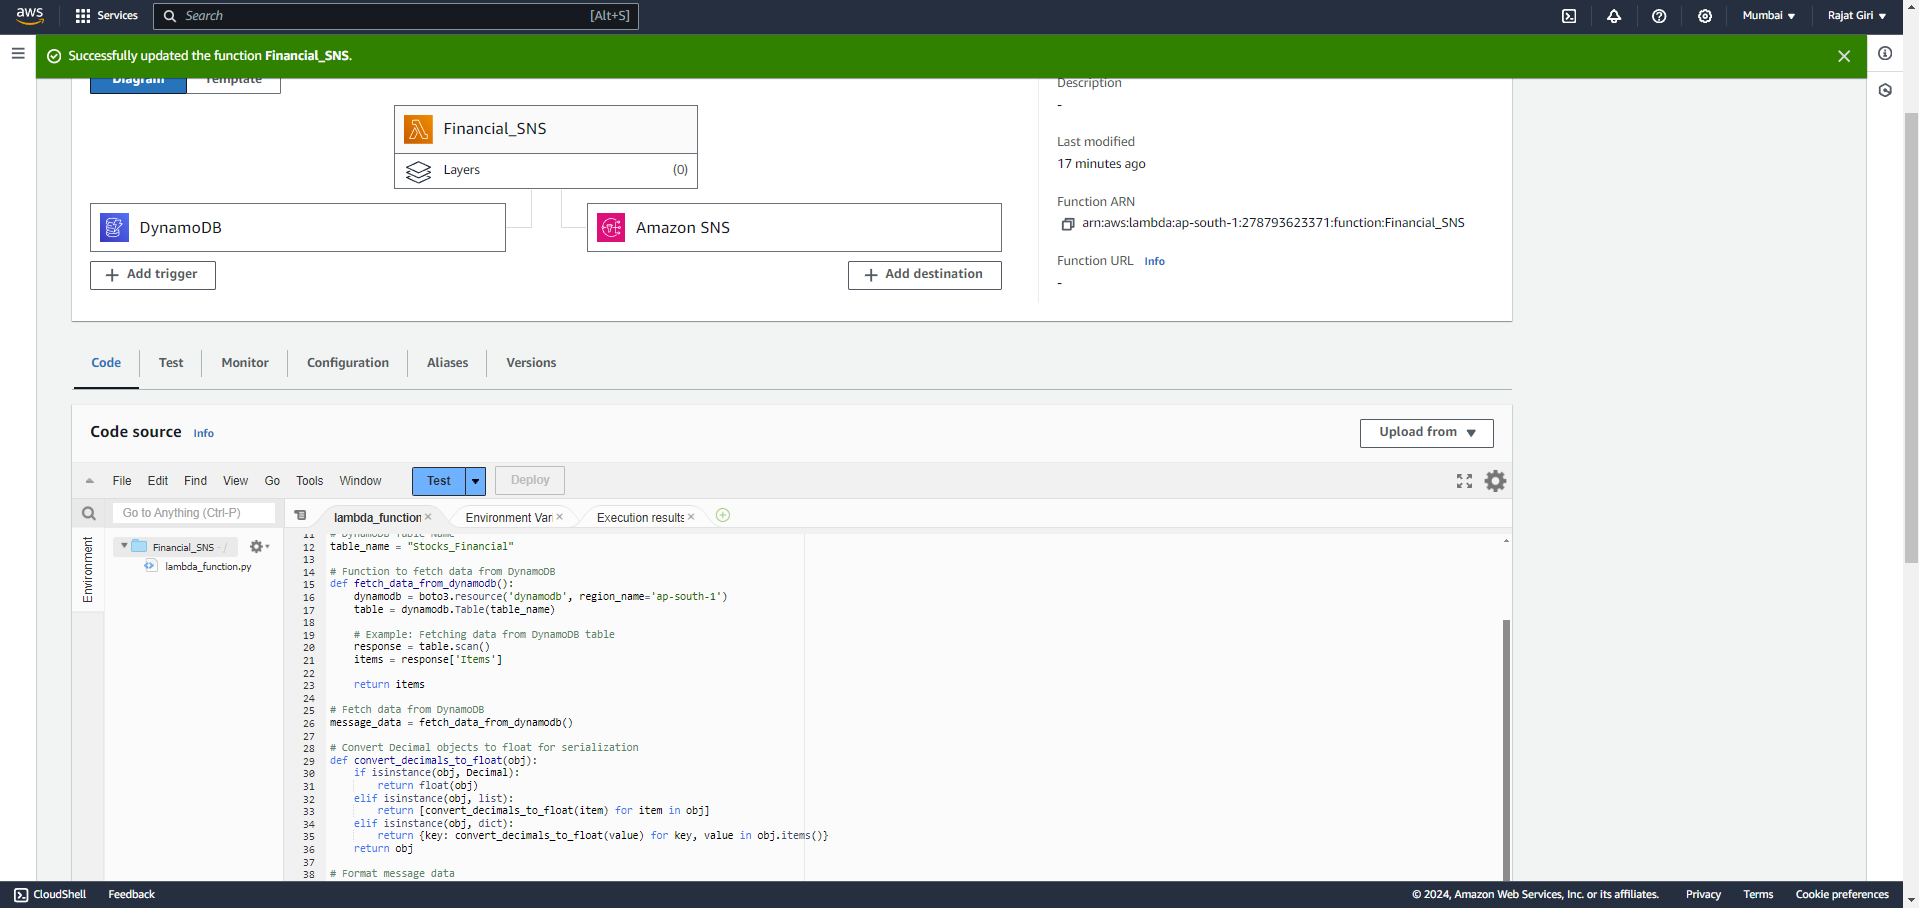 aws
Services
Search
[Alt+S]
Mumbai
Rajat Giri
Successfully updated the function Financial_SNS.
Diagram
Template
Description
-
Financial_SNS
Layers
(0)
Last modified
17 minutes ago
DynamoDB
Amazon SNS
Function ARN
arn:aws:lambda:ap-south-1:278793623371:function:Financial_SNS
Add trigger
Add destination
Function URL Info
-
Code
Test
Monitor
Configuration
Aliases
Versions
Code source Info
Upload from
File Edit Find View Go Tools Window
Test
Deploy
Go to Anything (Ctrl-P)
lambda_function
Environment Vari
Execution results
Environment
Financial_SNS - /
lambda_function.py
11 # DynamoDB Table Name
12 table_name = "Stocks_Financial"
13
14 # Function to fetch data from DynamoDB
15 def fetch_data_from_dynamodb():
16     dynamodb = boto3.resource('dynamodb', region_name='ap-south-1')
17     table = dynamodb.Table(table_name)
18
19     # Example: Fetching data from DynamoDB table
20     response = table.scan()
21     items = response['Items']
22
23     return items
24
25 # Fetch data from DynamoDB
26 message_data = fetch_data_from_dynamodb()
27
28 # Convert Decimal objects to float for serialization
29 def convert_decimals_to_float(obj):
30     if isinstance(obj, Decimal):
31         return float(obj)
32     elif isinstance(obj, list):
33         return [convert_decimals_to_float(item) for item in obj]
34     elif isinstance(obj, dict):
35         return {key: convert_decimals_to_float(value) for key, value in obj.items()}
36     return obj
37
38 # Format message data
CloudShell
Feedback
© 2024, Amazon Web Services, Inc. or its affiliates.
Privacy
Terms
Cookie preferences